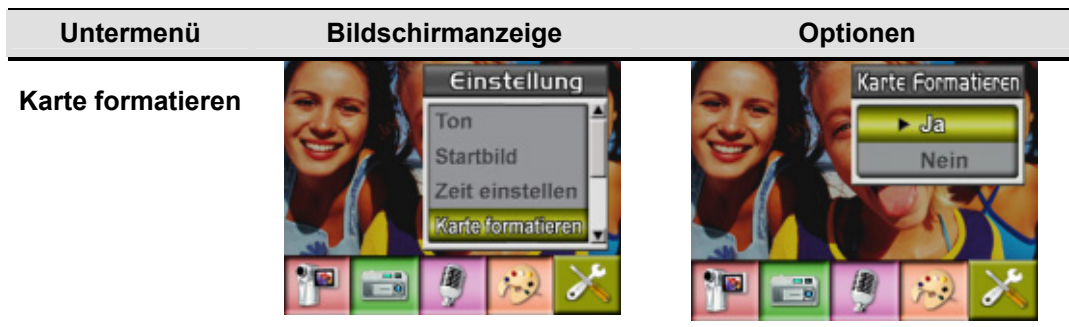 Untermenü Bildschirmanzeige Optionen
Karte formatieren
Einstellung
Ton
Startbild
Zeit einstellen
Karte formatieren
Karte Formatieren
Ja
Nein